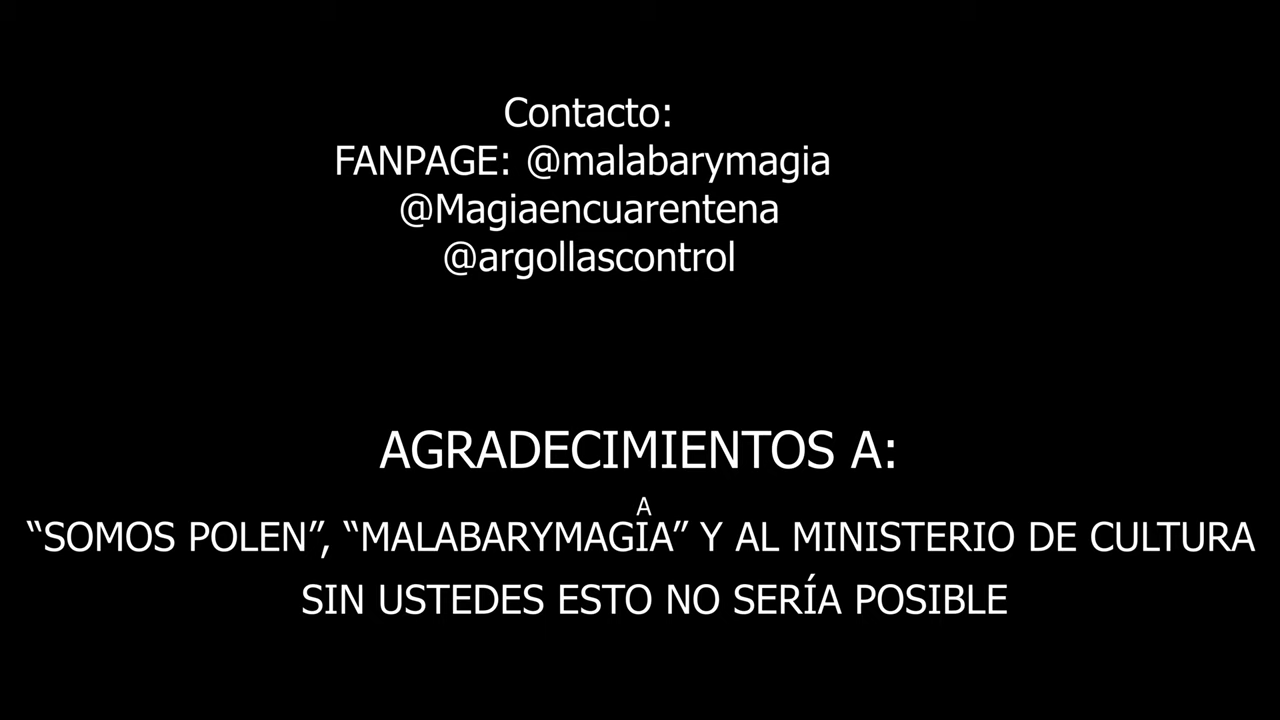 Contacto:
FANPAGE: @malabarymagia
@Magiaencuarentena
@argollascontrol
AGRADECIMIENTOS A:
A
“SOMOS POLEN”, “MALABARYMAGIA” Y AL MINISTERIO DE CULTURA
SIN USTEDES ESTO NO SERÍA POSIBLE